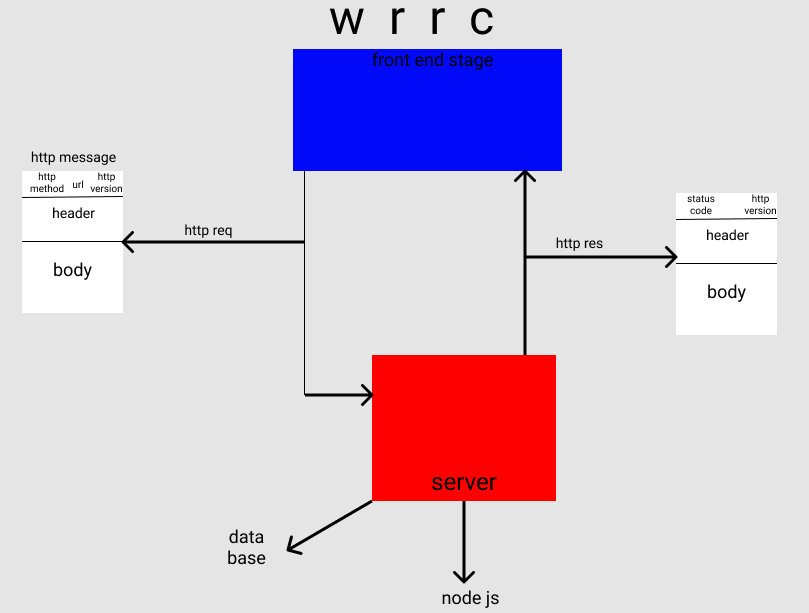 w r r c
front end stage
http message
http method
url
http version
header
body
http req
http res
status code
http version
header
body
server
data
base
node js